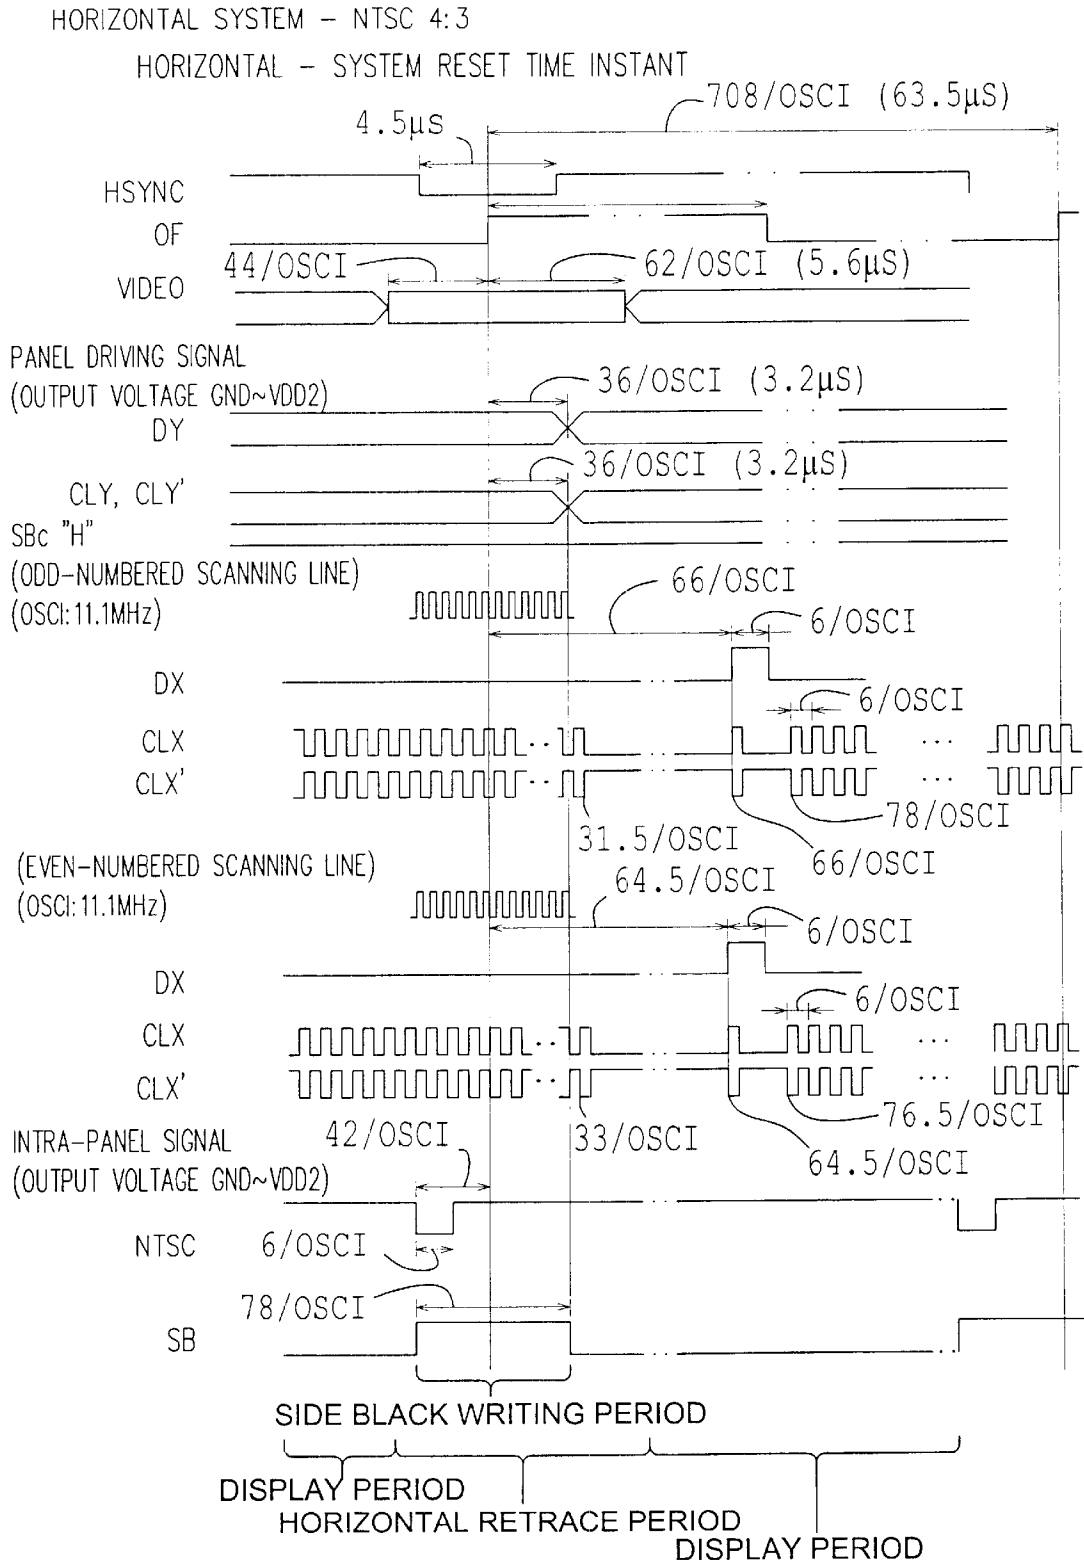 HORIZONTAL SYSTEM – NTSC 4:3
HORIZONTAL – SYSTEM RESET TIME INSTANT
708/OSCI (63.5µS)
4.5µS
HSYNC
OF
44/OSCI
62/OSCI (5.6µS)
VIDEO
PANEL DRIVING SIGNAL
(OUTPUT VOLTAGE GND~VDD2)
36/OSCI (3.2µS)
DY
36/OSCI (3.2µS)
CLY, CLY'
SBc "H"
(ODD-NUMBERED SCANNING LINE)
(OSCI:11.1MHz)
66/OSCI
6/OSCI
DX
6/OSCI
CLX
CLX'
78/OSCI
31.5/OSCI
66/OSCI
(EVEN-NUMBERED SCANNING LINE)
(OSCI:11.1MHz)
64.5/OSCI
6/OSCI
DX
6/OSCI
CLX
CLX'
76.5/OSCI
33/OSCI
64.5/OSCI
INTRA-PANEL SIGNAL
(OUTPUT VOLTAGE GND~VDD2)
42/OSCI
NTSC
6/OSCI
78/OSCI
SB
SIDE BLACK WRITING PERIOD
DISPLAY PERIOD
HORIZONTAL RETRACE PERIOD
DISPLAY PERIOD